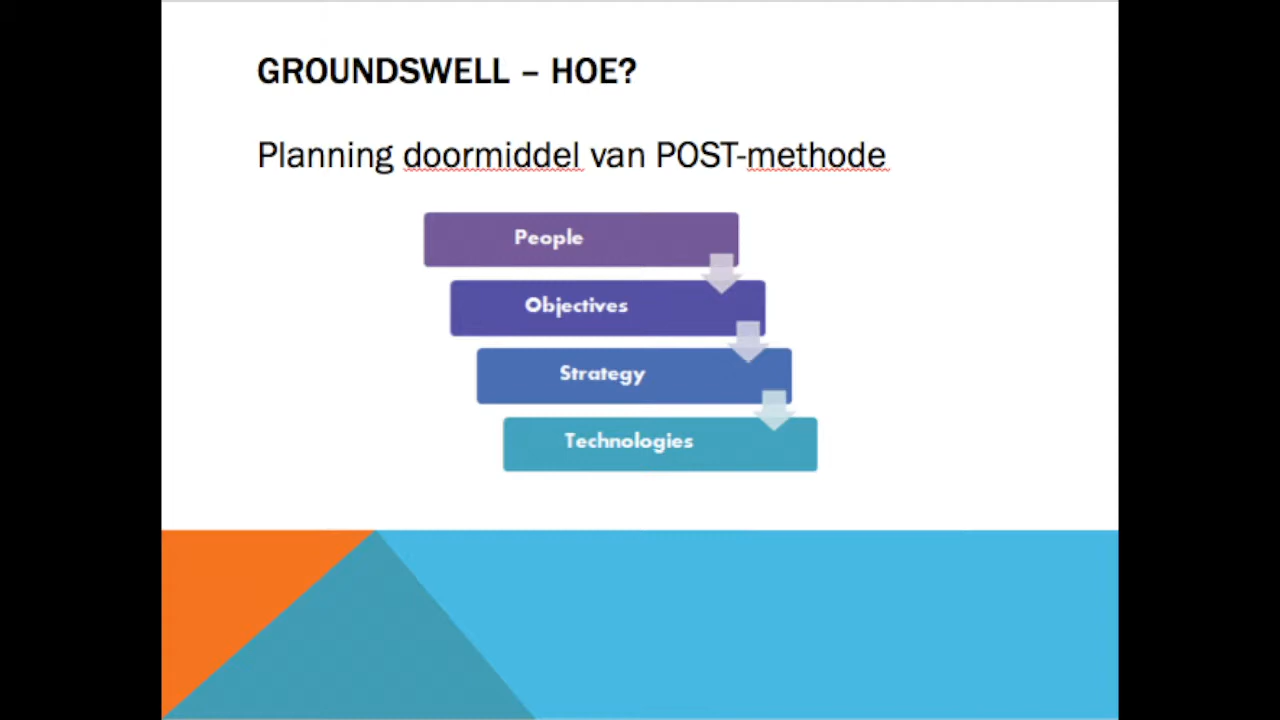 GROUNDSWELL – HOE?
Planning doormiddel van POST-methode
People
Objectives
Strategy
Technologies